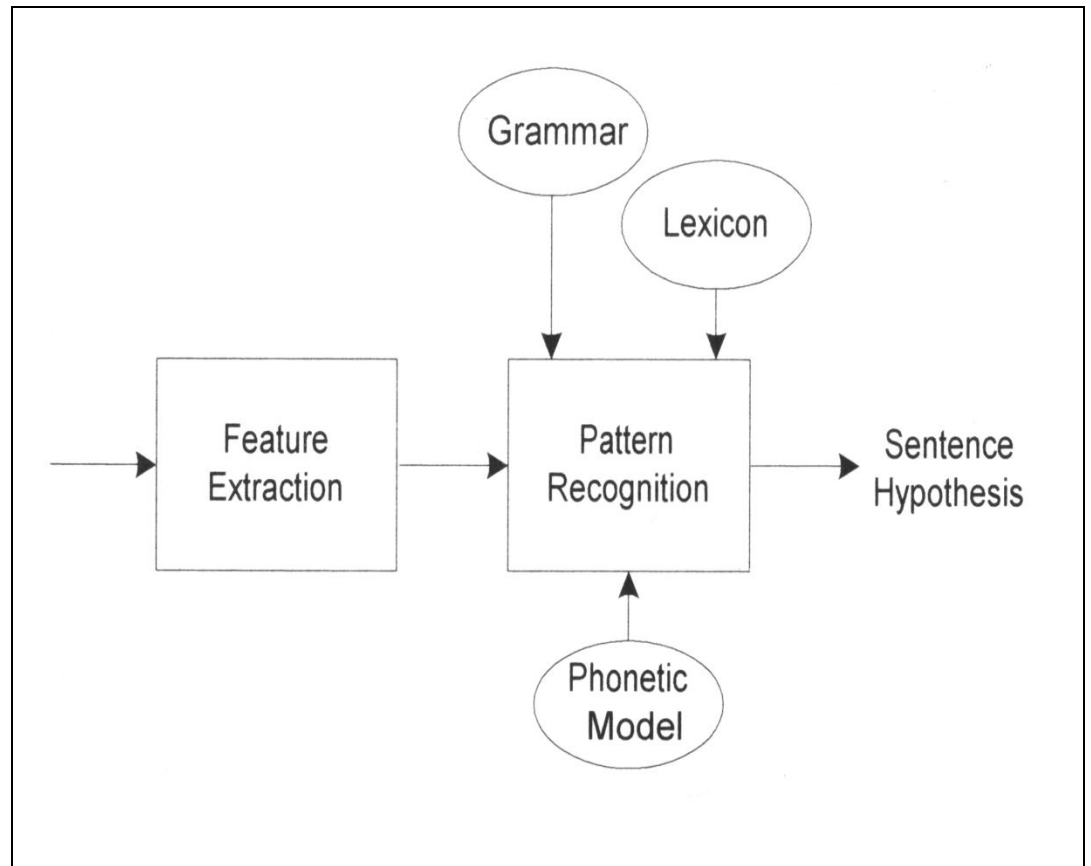 Grammar
Lexicon
Feature
Extraction
Pattern
Recognition
Sentence
Hypothesis
Phonetic
Model